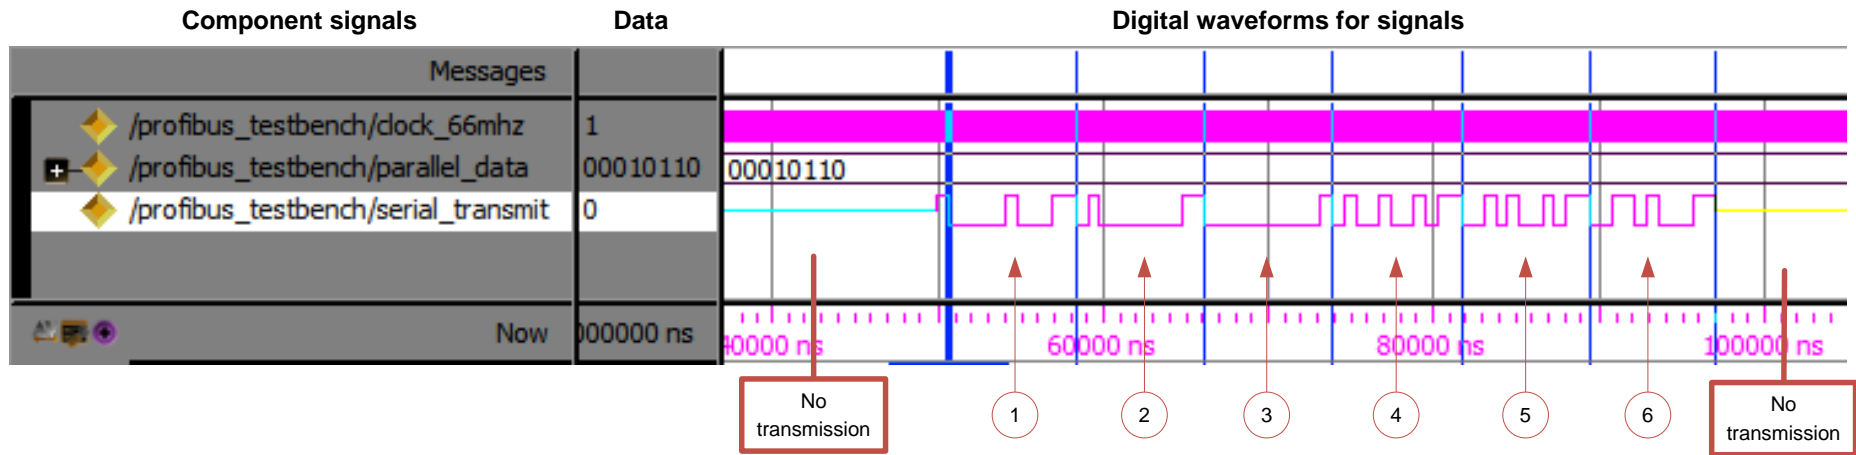 Component signals Data Digital waveforms for signals
Messages
/profibus_testbench/clock_66mhz 1
/profibus_testbench/parallel_data 00010110 00010110
/profibus_testbench/serial_transmit 0
Now 000000 ns 40000 ns 60000 ns 80000 ns 100000 ns
No
transmission
1 2 3 4 5 6
No
transmission